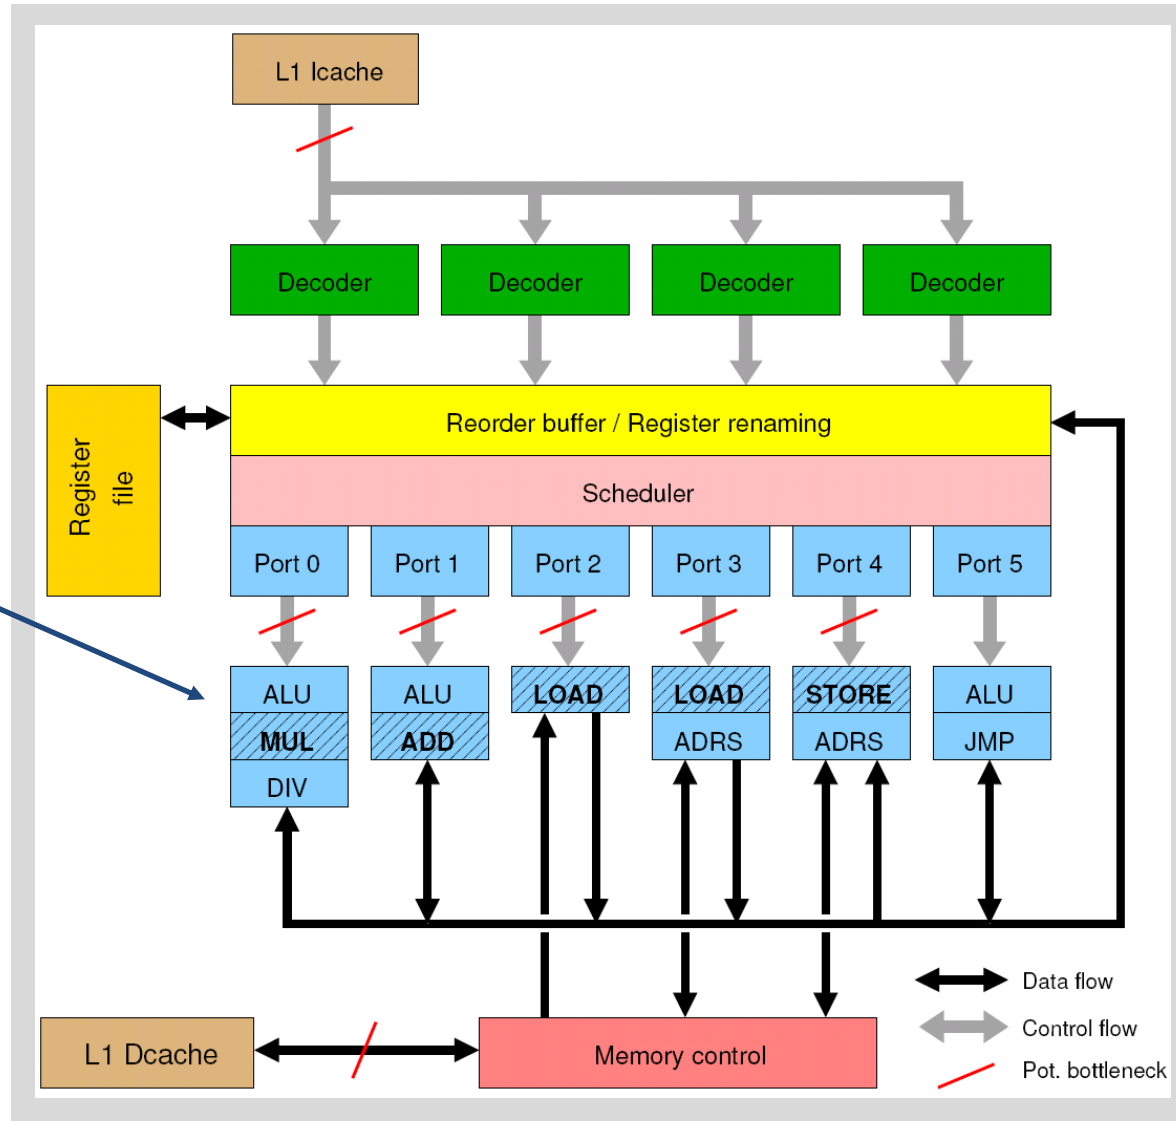 L1 Icache
Decoder
Decoder
Decoder
Decoder
Register
file
Reorder buffer / Register renaming
Scheduler
Port 0
Port 1
Port 2
Port 3
Port 4
Port 5
ALU
MUL
DIV
ALU
ADD
LOAD
LOAD
ADRS
STORE
ADRS
ALU
JMP
L1 Dcache
Memory control
Data flow
Control flow
Pot. bottleneck